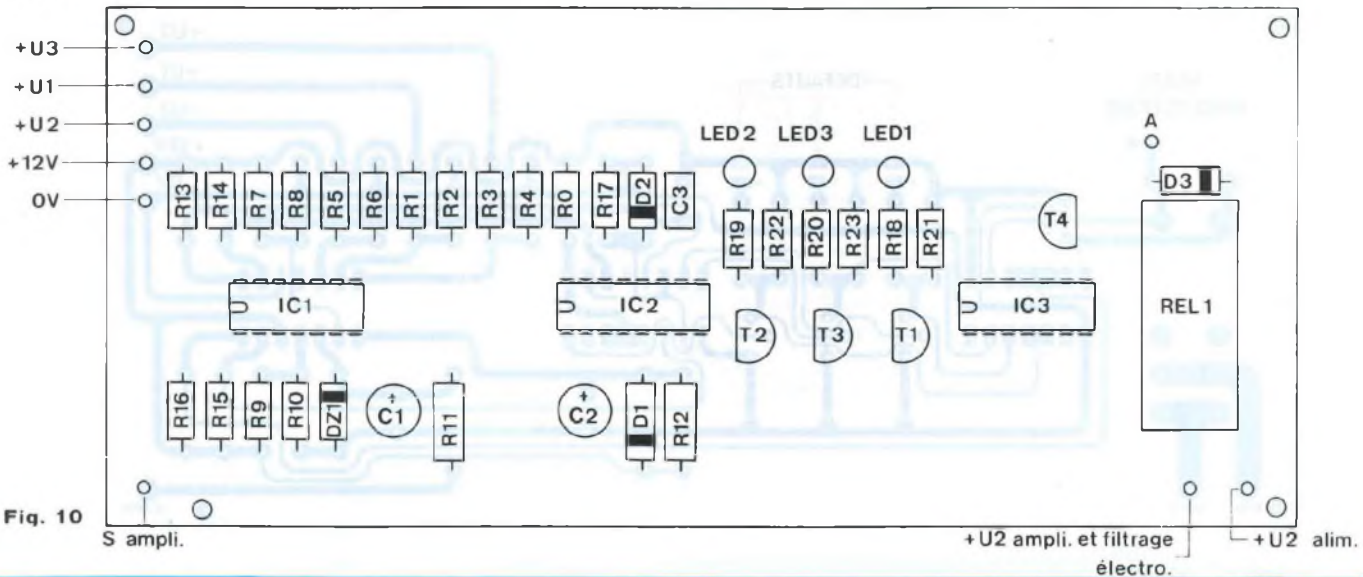 +U3
+U1
+U2
+12V
0V
LED2 LED3 LED1
A
D3
R13 R14 R7 R8 R5 R6 R1 R2 R3 R4 R0 R17 D2 C3
R19 R22 R20 R23 R18 R21
T4
IC1 IC2 IC3 REL1
T2 T3 T1
R16 R15 R9 R10 DZ1 C1 + R11 C2 + D1 R12
Fig. 10
S ampli.
+U2 ampli. et filtrage électro.
+U2 alim.